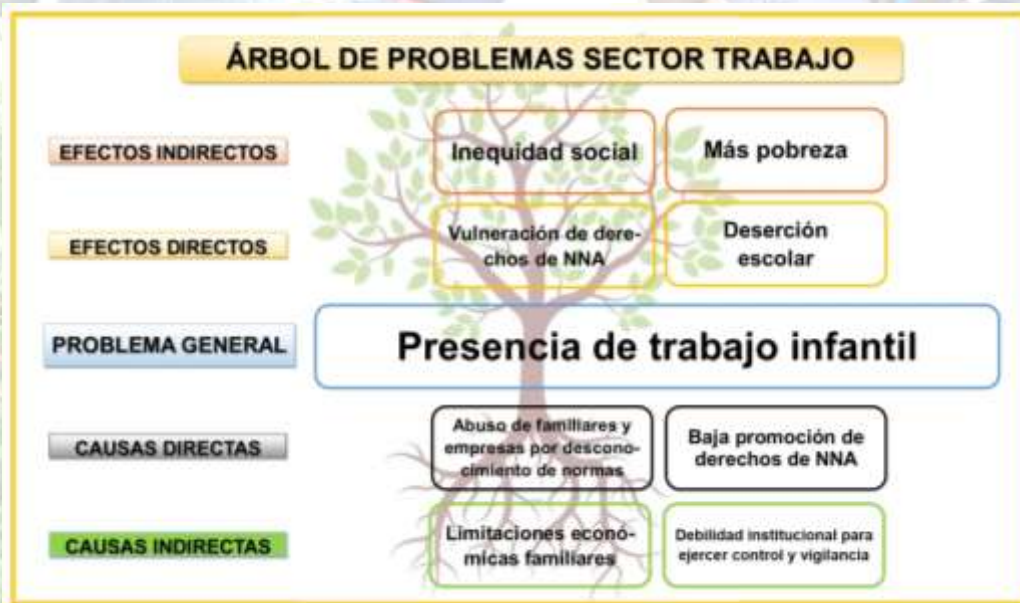 ÁRBOL DE PROBLEMAS SECTOR TRABAJO
EFECTOS INDIRECTOS
Inequidad social
Más pobreza
EFECTOS DIRECTOS
Vulneración de dere-
chos de NNA
Deserción
escolar
PROBLEMA GENERAL
Presencia de trabajo infantil
CAUSAS DIRECTAS
Abuso de familiares y
empresas por descono-
cimiento de normas
Baja promoción de
derechos de NNA
CAUSAS INDIRECTAS
Limitaciones econó-
micas familiares
Debilidad institucional para
ejercer control y vigilancia